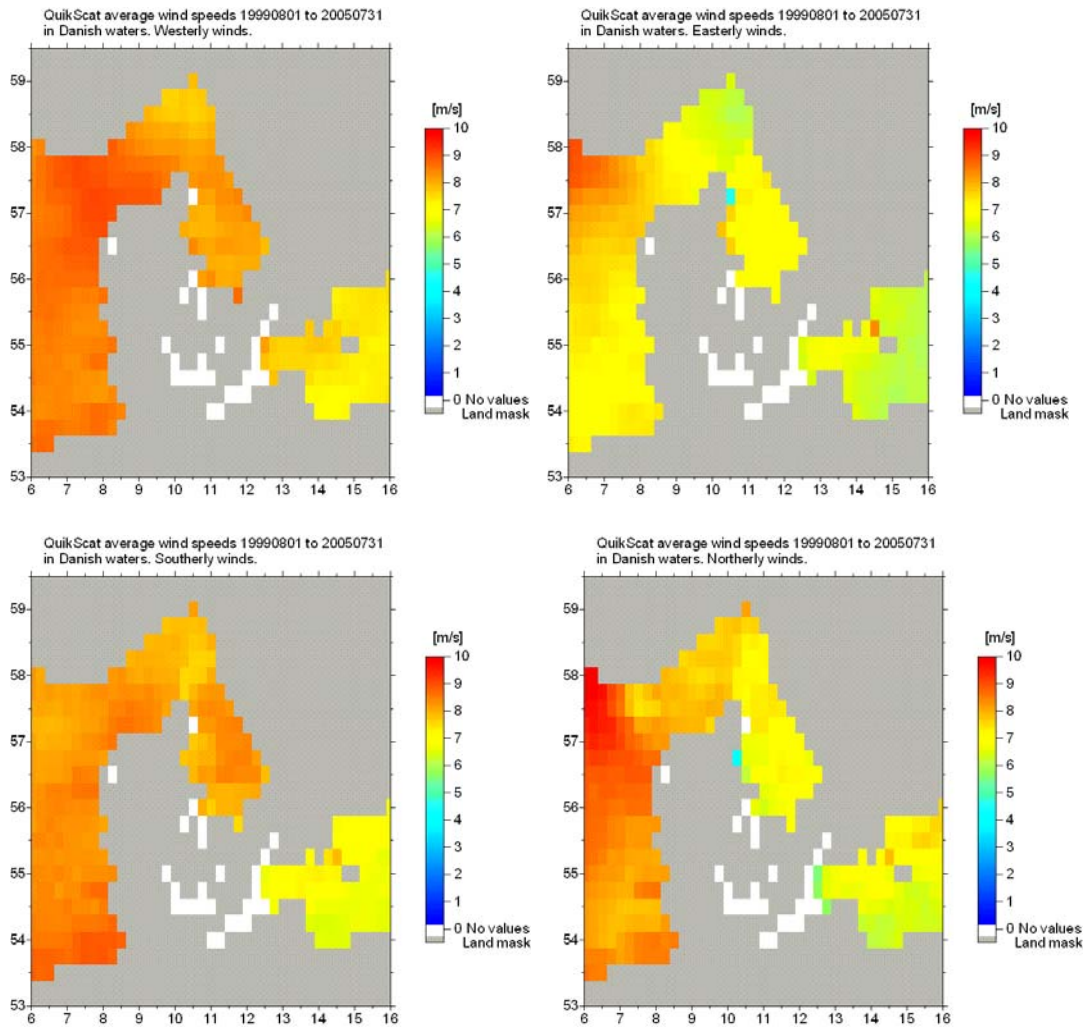 QuikScat average wind speeds 19990801 to 20050731
in Danish waters. Westerly winds.
[m/s]
10
9
8
7
6
5
4
3
2
1
0 No values
Land mask
59
58
57
56
55
54
53
6 7 8 9 10 11 12 13 14 15 16
QuikScat average wind speeds 19990801 to 20050731
in Danish waters. Easterly winds.
[m/s]
10
9
8
7
6
5
4
3
2
1
0 No values
Land mask
59
58
57
56
55
54
53
6 7 8 9 10 11 12 13 14 15 16
QuikScat average wind speeds 19990801 to 20050731
in Danish waters. Southerly winds.
[m/s]
10
9
8
7
6
5
4
3
2
1
0 No values
Land mask
59
58
57
56
55
54
53
6 7 8 9 10 11 12 13 14 15 16
QuikScat average wind speeds 19990801 to 20050731
in Danish waters. Northerly winds.
[m/s]
10
9
8
7
6
5
4
3
2
1
0 No values
Land mask
59
58
57
56
55
54
53
6 7 8 9 10 11 12 13 14 15 16